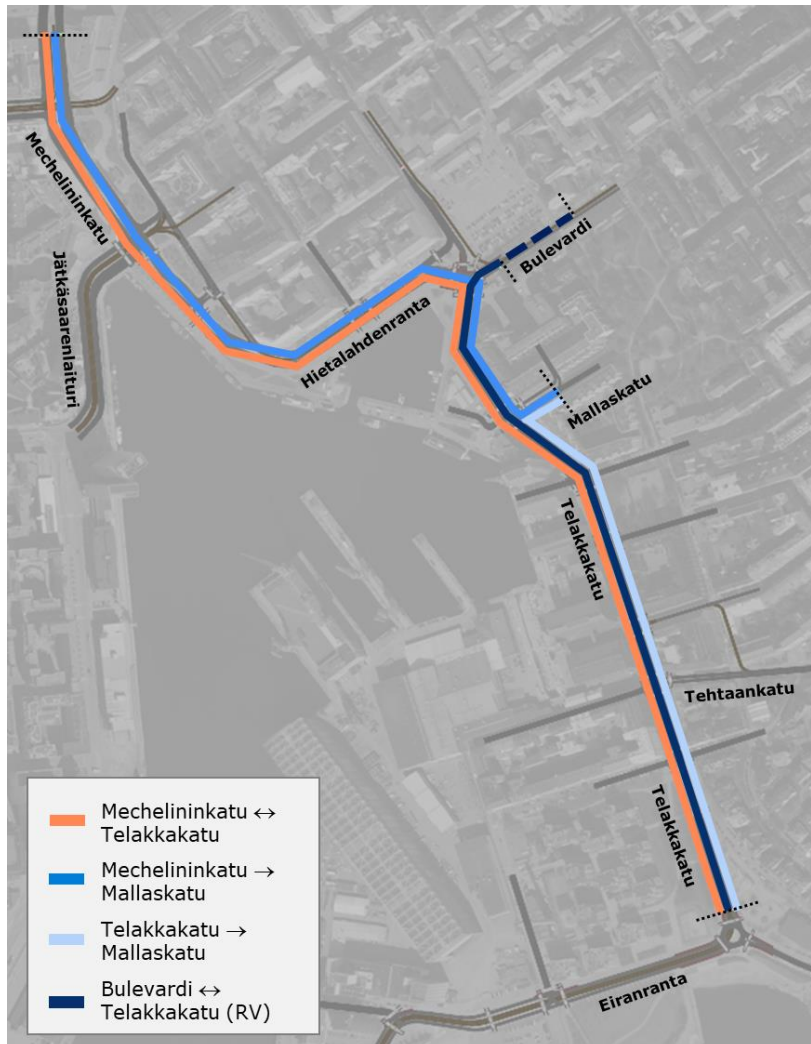 Mechelininkatu
Jätkäsaarenlaituri
Hietalahdenranta
Bulevardi
Mallaskatu
Telakkakatu
Tehtaankatu
Telakkakatu
Eiranranta
Mechelininkatu ↔
Telakkakatu
Mechelininkatu →
Mallaskatu
Telakkakatu →
Mallaskatu
Bulevardi ↔
Telakkakatu (RV)